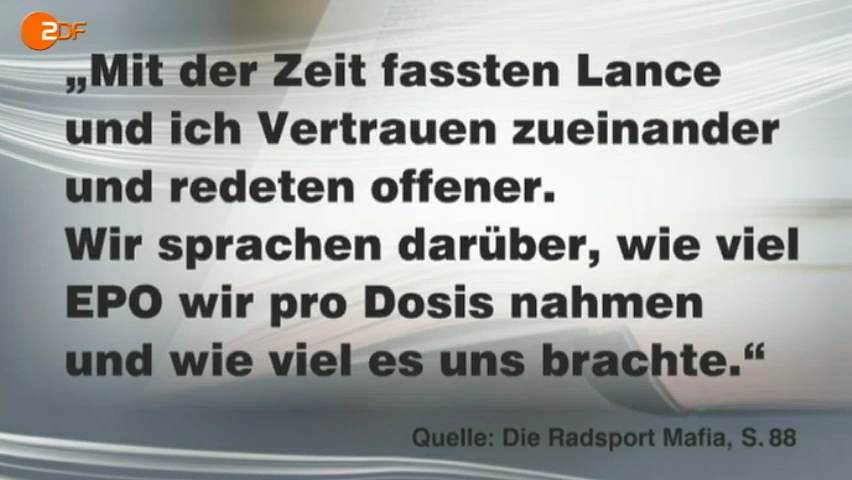 2DF
„Mit der Zeit fassten Lance
und ich Vertrauen zueinander
und redeten offener.
Wir sprachen darüber, wie viel
EPO wir pro Dosis nahmen
und wie viel es uns brachte.“
Quelle: Die Radsport Mafia, S. 88